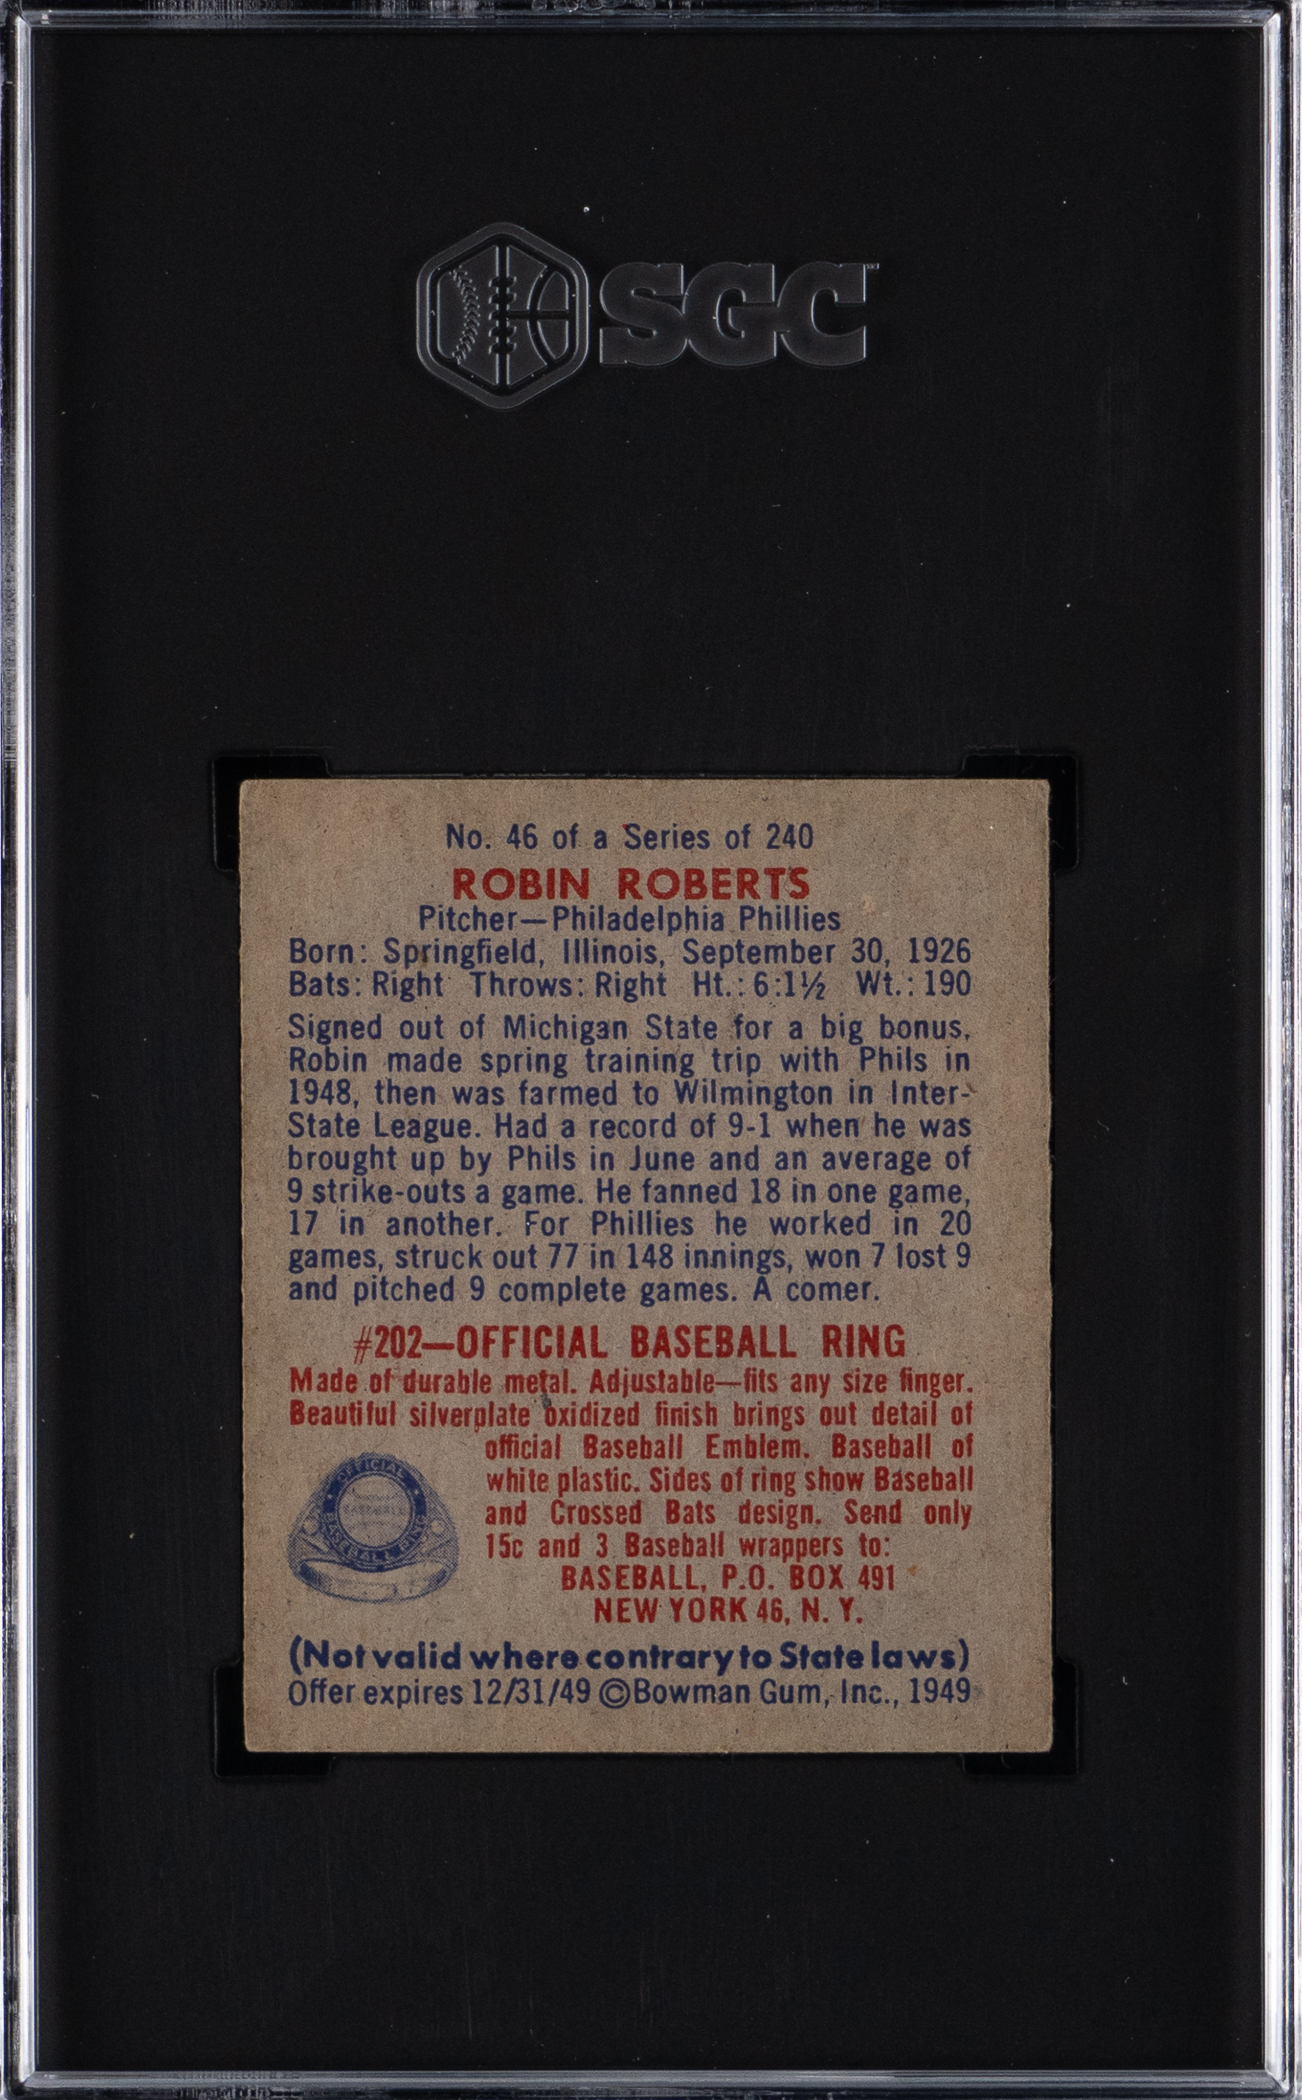 SGC
No. 46 of a Series of 240
ROBIN ROBERTS
Pitcher—Philadelphia Phillies
Born: Springfield, Illinois, September 30, 1926
Bats: Right Throws: Right Ht.: 6:1½ Wt.: 190
Signed out of Michigan State for a big bonus,
Robin made spring training trip with Phils in
1948, then was farmed to Wilmington in Inter-
State League. Had a record of 9-1 when he was
brought up by Phils in June and an average of
9 strike-outs a game. He fanned 18 in one game,
17 in another. For Phillies he worked in 20
games, struck out 77 in 148 innings, won 7 lost 9
and pitched 9 complete games. A comer.
#202—OFFICIAL BASEBALL RING
Made of durable metal. Adjustable—fits any size finger.
Beautiful silverplate oxidized finish brings out detail of
official Baseball Emblem. Baseball of
white plastic. Sides of ring show Baseball
and Crossed Bats design. Send only
15c and 3 Baseball wrappers to:
BASEBALL, P.O. BOX 491
NEW YORK 46, N. Y.
OFFICIAL
BASEBALL RING
(Not valid where contrary to State laws)
Offer expires 12/31/49 ©Bowman Gum, Inc., 1949